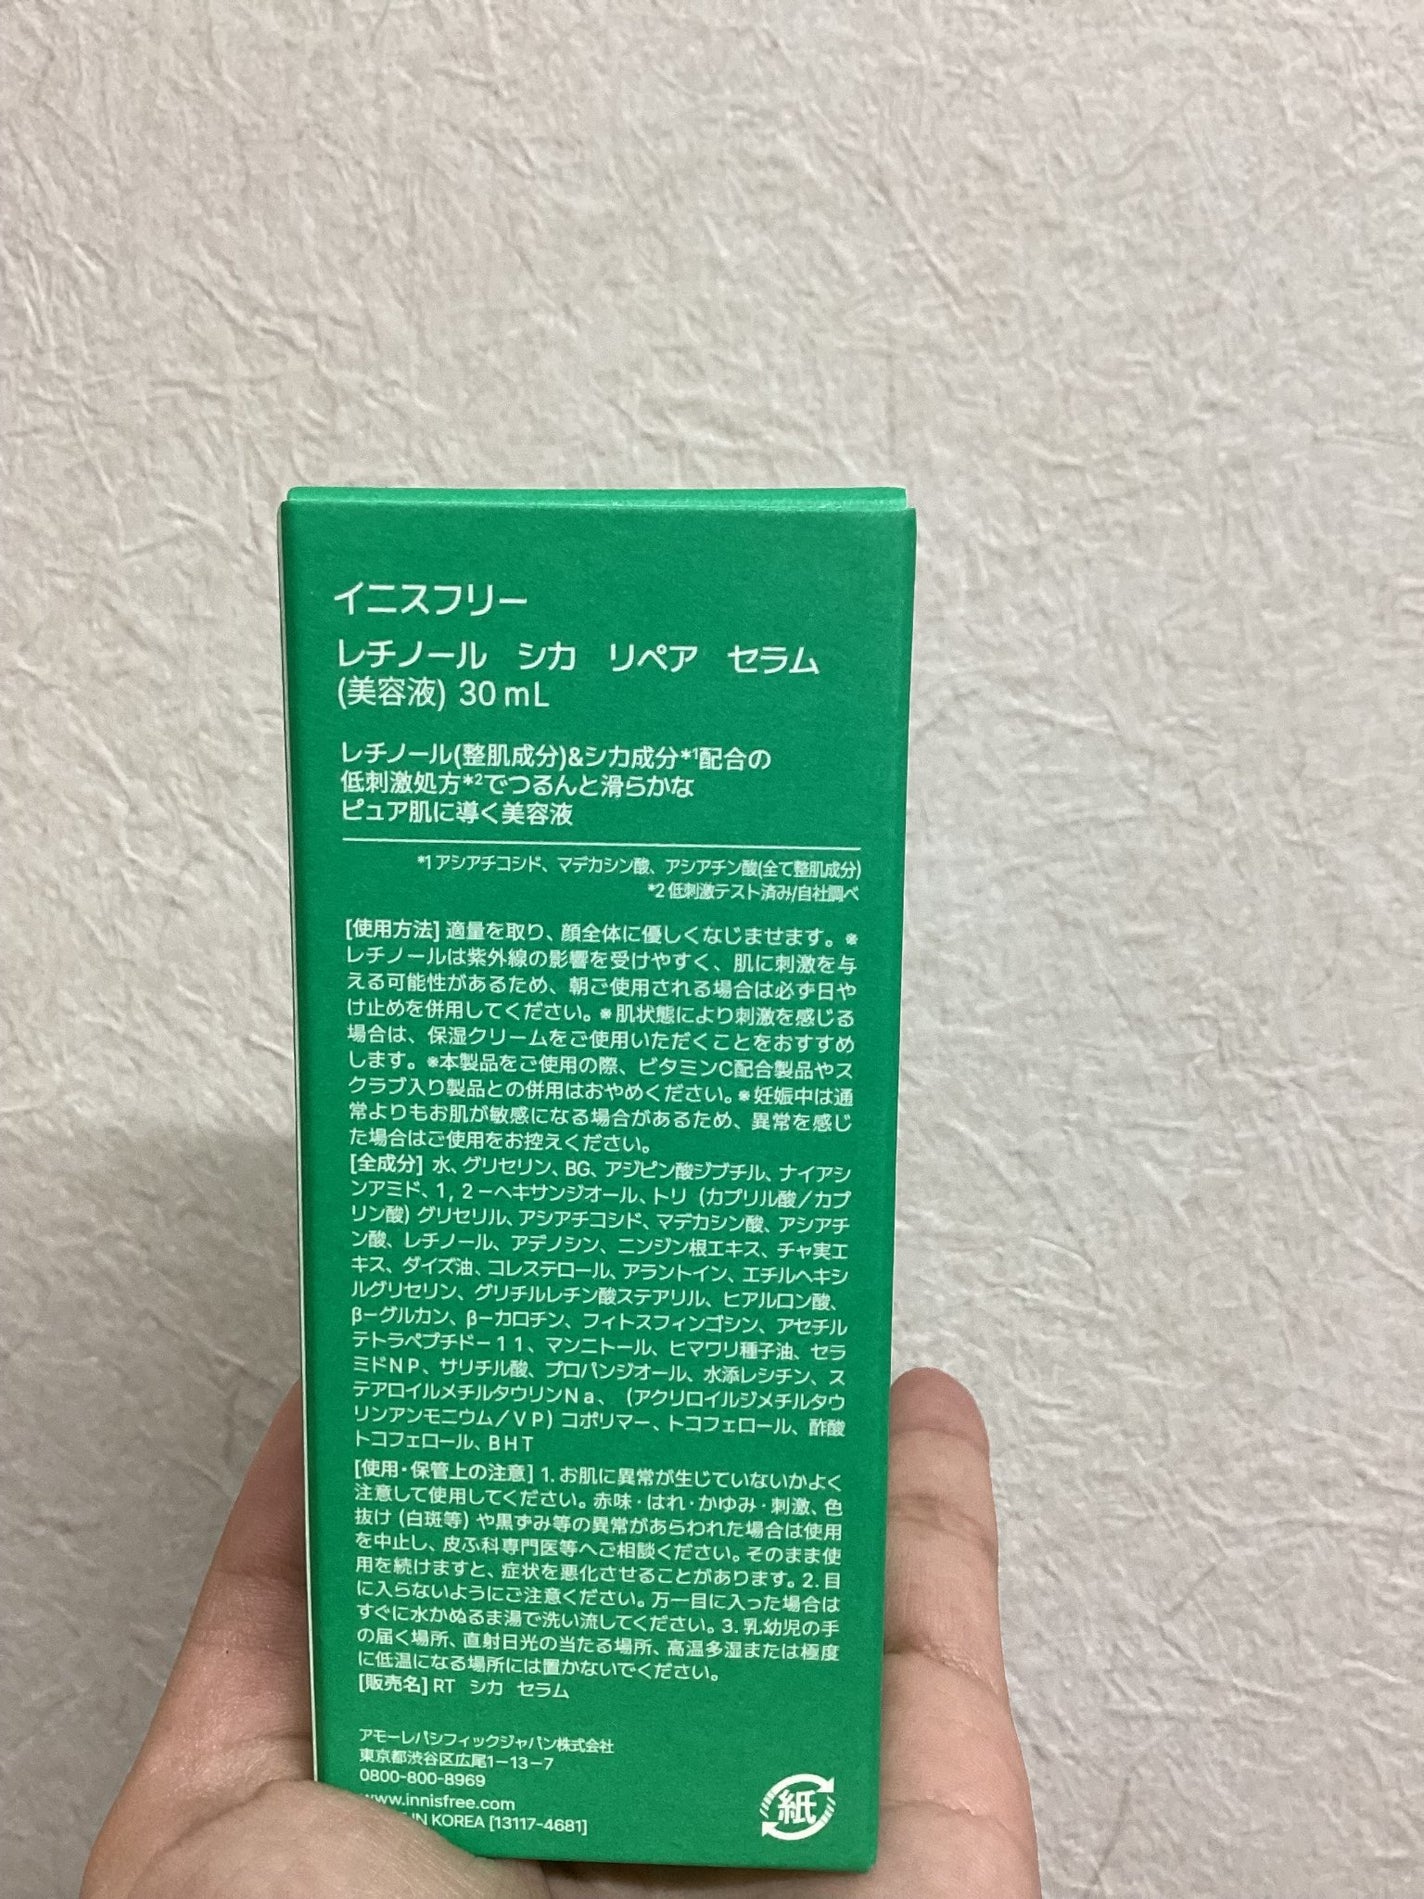 イニスフリー
レチノール シカ リペア セラム
(美容液) 30 mL
レチノール(整肌成分)&シカ成分*1配合の
低刺激処方*2でつるんと滑らかな
ピュア肌に導く美容液
*1 アシアチコシド、マデカシン酸、アシアチン酸(全て整肌成分)
*2 低刺激テスト済み/自社調べ
[使用方法] 適量を取り、顔全体に優しくなじませます。※
レチノールは紫外線の影響を受けやすく、肌に刺激を与
える可能性があるため、朝ご使用される場合は必ず日や
け止めを併用してください。※肌状態により刺激を感じる
場合は、保湿クリームをご使用いただくことをおすすめ
します。※本製品をご使用の際、ビタミンC配合製品やス
クラブ入り製品との併用はおやめください。※妊娠中は通
常よりもお肌が敏感になる場合があるため、異常を感じ
た場合はご使用をお控えください。
[全成分] 水、グリセリン、BG、アジピン酸ジブチル、ナイアシ
ンアミド、1, 2－ヘキサンジオール、トリ (カプリル酸／カプ
リン酸) グリセリル、アシアチコシド、マデカシン酸、アシアチ
ン酸、レチノール、アデノシン、ニンジン根エキス、チャ実エ
キス、ダイズ油、コレステロール、アラントイン、エチルヘキシ
ルグリセリン、グリチルレチン酸ステアリル、ヒアルロン酸、
β－グルカン、β－カロチン、フィトスフィンゴシン、アセチル
テトラペプチド－１１、マンニトール、ヒマワリ種子油、セラ
ミドＮＰ、サリチル酸、プロパンジオール、水添レシチン、ス
テアロイルメチルタウリンＮａ、 (アクリロイルジメチルタウ
リンアンモニウム／ＶＰ) コポリマー、トコフェロール、酢酸
トコフェロール、ＢＨＴ
[使用・保管上の注意] 1. お肌に異常が生じていないかよく
注意して使用してください。赤味・はれ・かゆみ・刺激、色
抜け (白斑等) や黒ずみ等の異常があらわれた場合は使用
を中止し、皮ふ科専門医等へご相談ください。そのまま使
用を続けますと、症状を悪化させることがあります。2. 目
に入らないようにご注意ください。万一目に入った場合は
すぐに水かぬるま湯で洗い流してください。3. 乳幼児の手
の届く場所、直射日光の当たる場所、高温多湿または極度
に低温になる場所には置かないでください。
[販売名] RT シカ セラム
アモーレパシフィックジャパン株式会社
東京都渋谷区広尾1－13－7
0800-800-8969
www.innisfree.com
IN KOREA [13117-4681]
紙